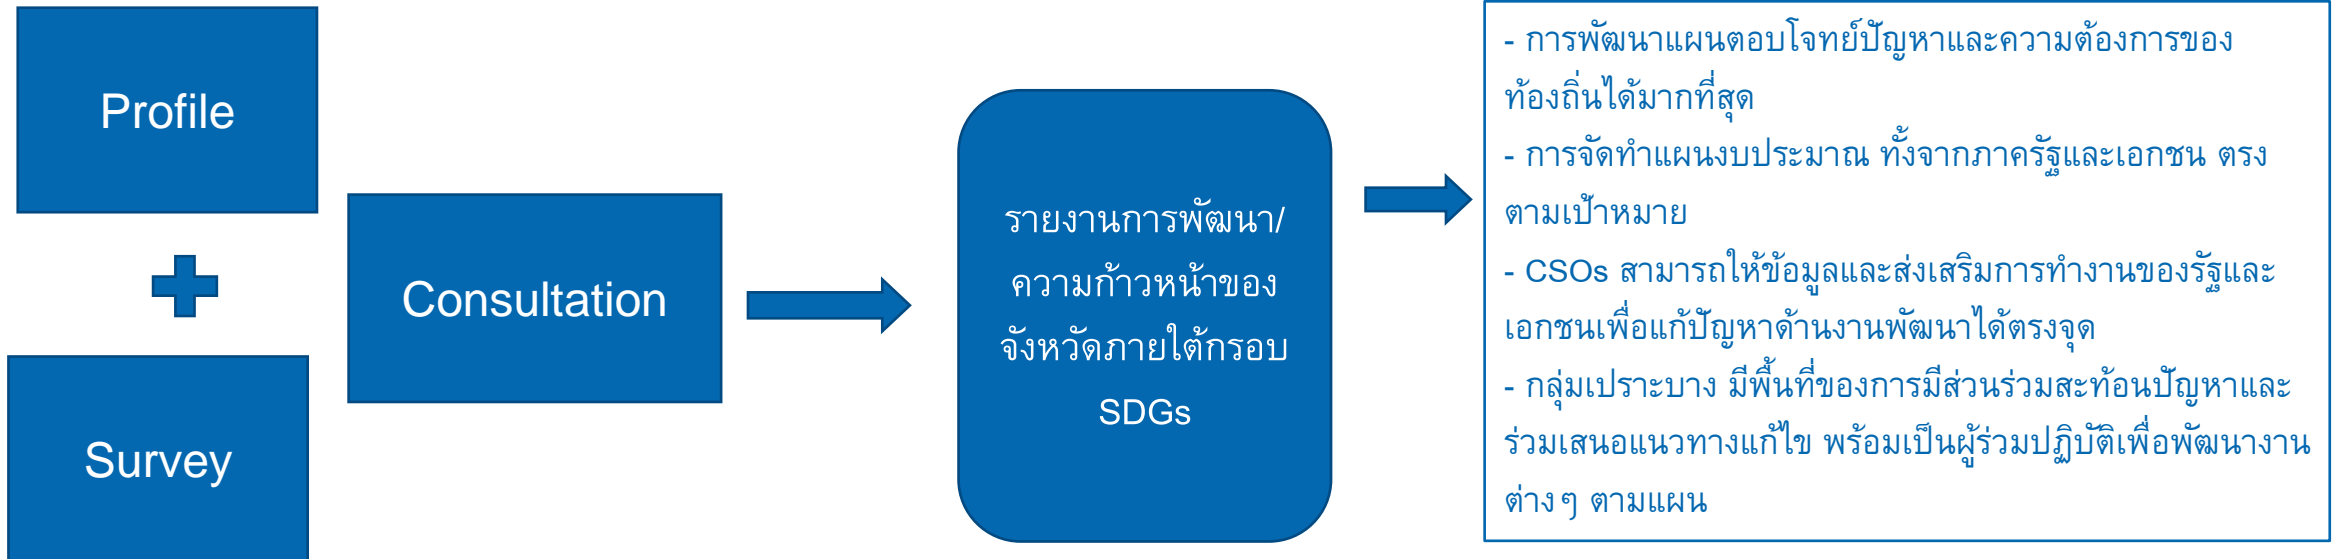 Profile
Survey
Consultation
รายงานการพัฒนา/
ความก้าวหน้าของ
จังหวัดภายใต้กรอบ
SDGs
- การพัฒนาแผนตอบโจทย์ปัญหาและความต้องการของ
ท้องถิ่นได้มากที่สุด
- การจัดทำแผนงบประมาณ ทั้งจากภาครัฐและเอกชน ตรง
ตามเป้าหมาย
- CSOs สามารถให้ข้อมูลและส่งเสริมการทำงานของรัฐและ
เอกชนเพื่อแก้ปัญหาด้านงานพัฒนาได้ตรงจุด
- กลุ่มเปราะบาง มีพื้นที่ของการมีส่วนร่วมสะท้อนปัญหาและ
ร่วมเสนอแนวทางแก้ไข พร้อมเป็นผู้ร่วมปฏิบัติเพื่อพัฒนางาน
ต่างๆ ตามแผน